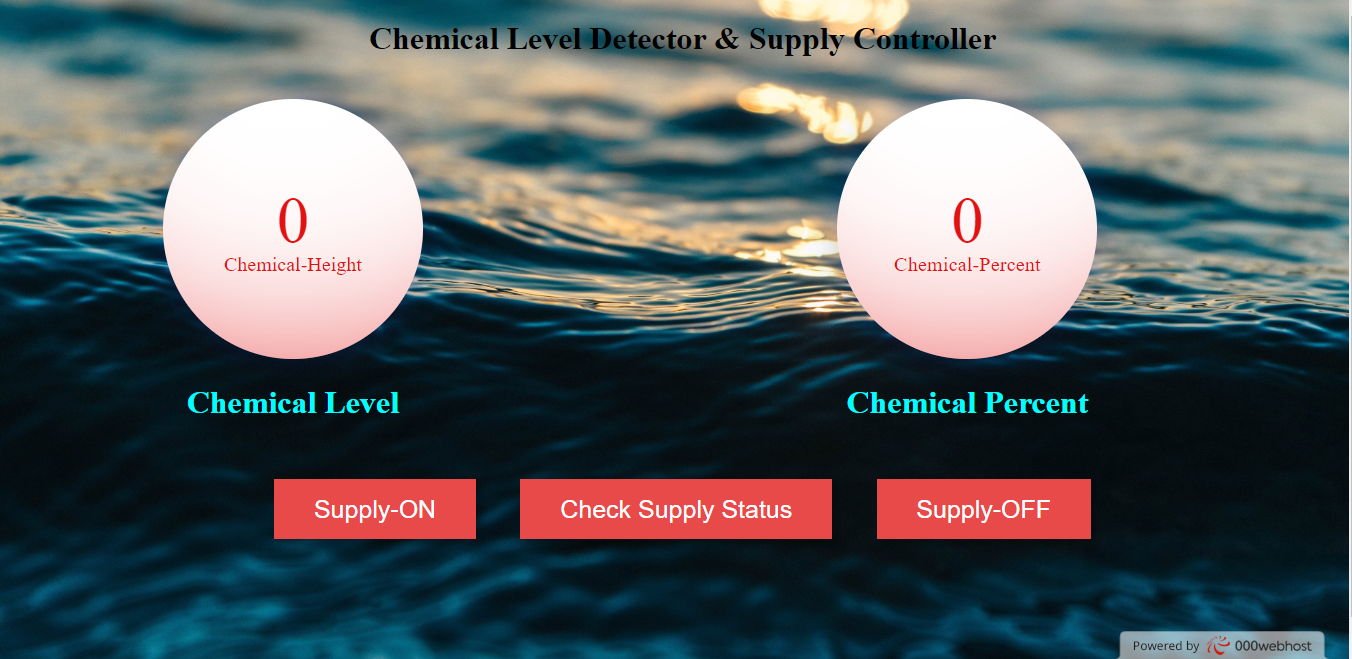 Chemical Level Detector & Supply Controller
0
Chemical-Height
0
Chemical-Percent
Chemical Level
Chemical Percent
Supply-ON
Check Supply Status
Supply-OFF
Powered by 000webhost